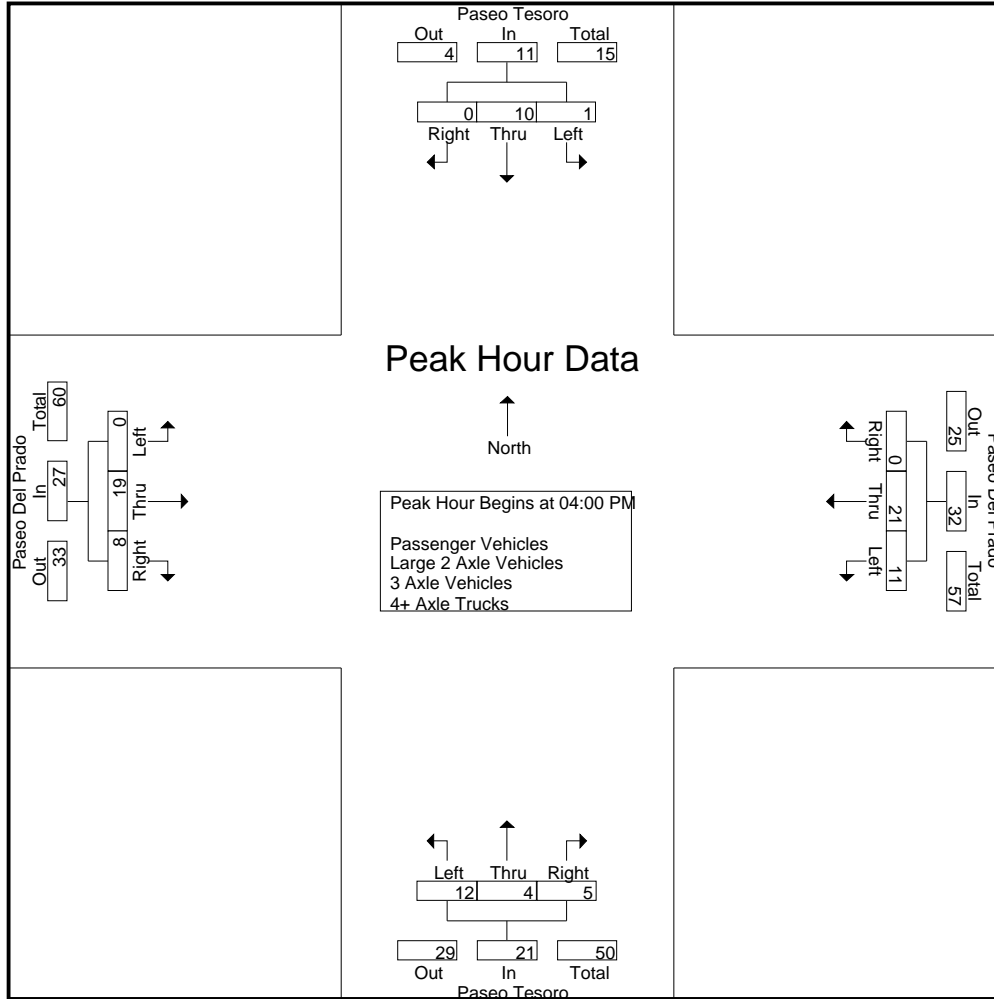 Paseo Tesoro
Out In Total
4 11 15
0 10 1
Right Thru Left
Peak Hour Data
North
Peak Hour Begins at 04:00 PM
Passenger Vehicles
Large 2 Axle Vehicles
3 Axle Vehicles
4+ Axle Trucks
Paseo Del Prado
Out In Total
33 27 60
8 19 0
Right Thru Left
Paseo Del Prado
Out In Total
25 32 57
0 21 11
Right Thru Left
Left Thru Right
12 4 5
29 21 50
Out In Total
Paseo Tesoro